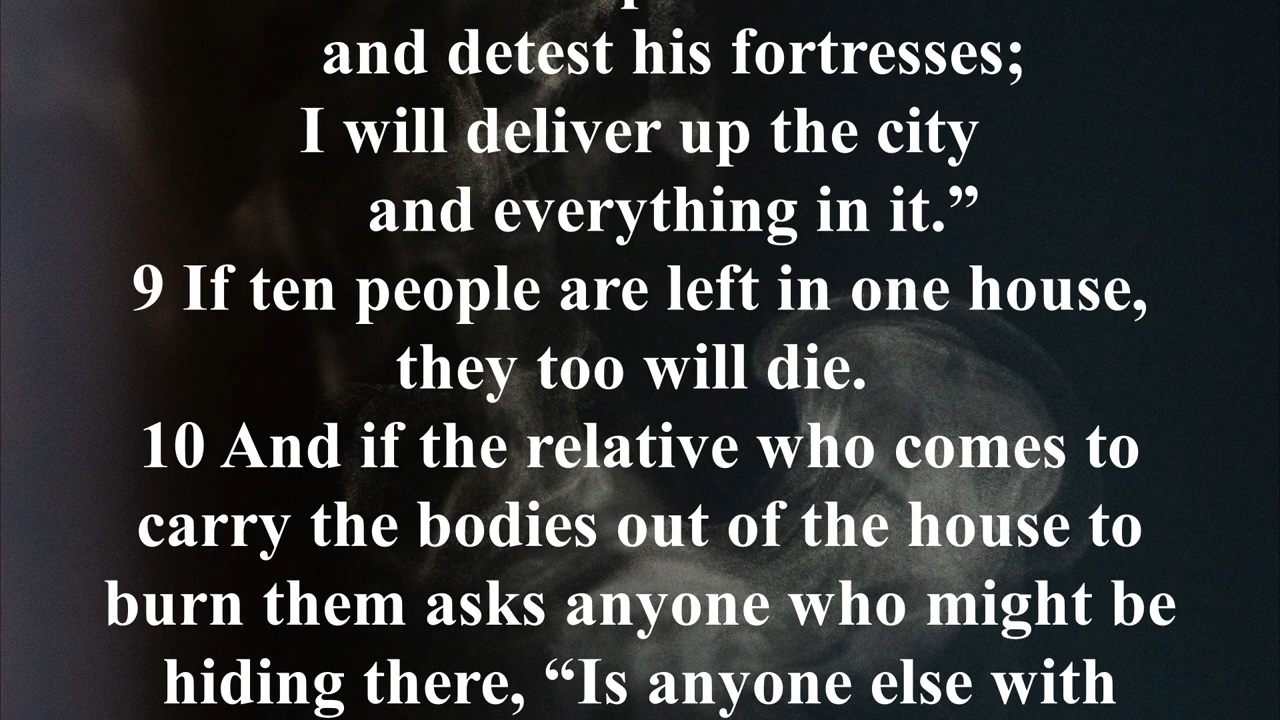 and detest his fortresses;
I will deliver up the city
and everything in it.”
9 If ten people are left in one house,
they too will die.
10 And if the relative who comes to
carry the bodies out of the house to
burn them asks anyone who might be
hiding there, “Is anyone else with